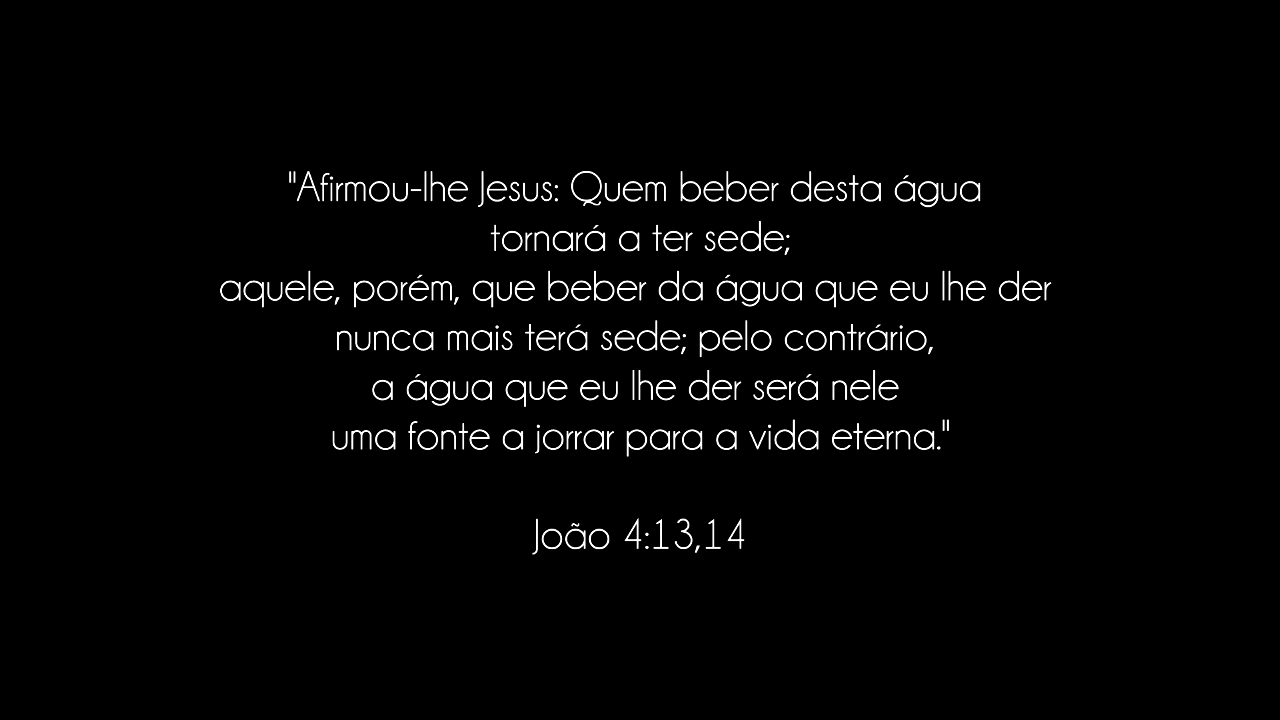 "Afirmou-lhe Jesus: Quem beber desta água
tornará a ter sede;
aquele, porém, que beber da água que eu lhe der
nunca mais terá sede; pelo contrário,
a água que eu lhe der será nele
uma fonte a jorrar para a vida eterna."
João 4:13,14